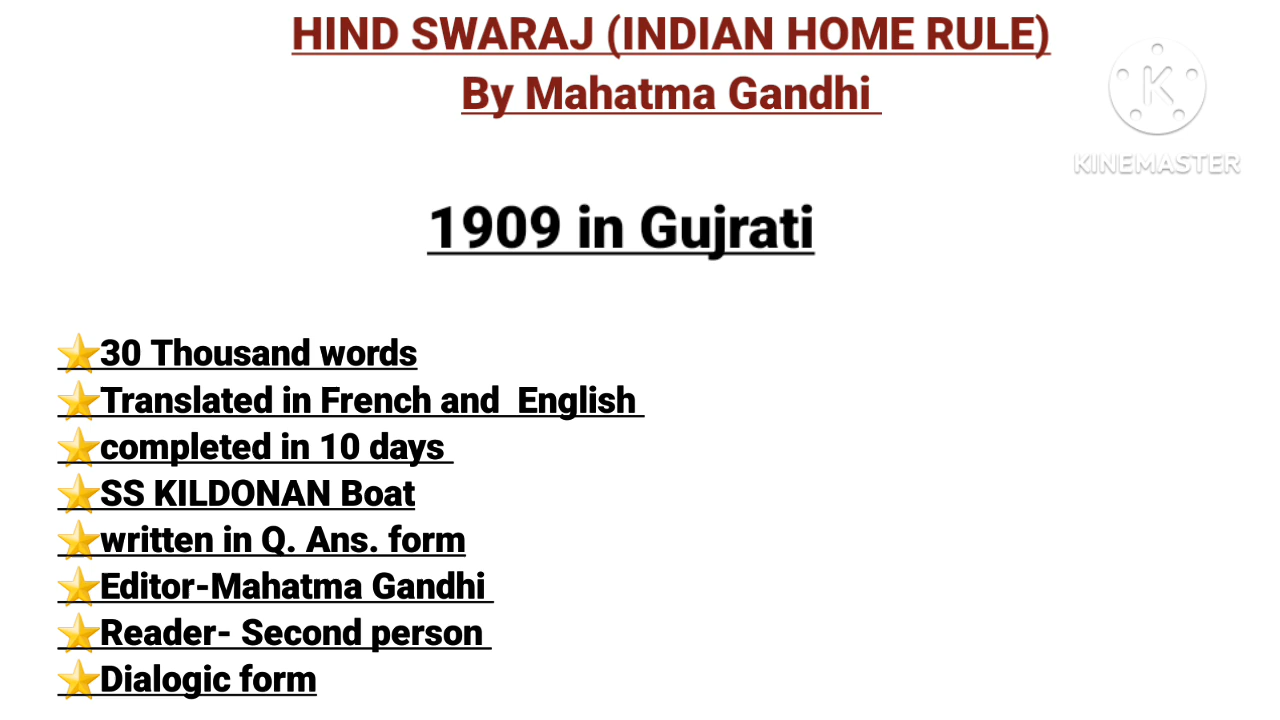 HIND SWARAJ (INDIAN HOME RULE)
By Mahatma Gandhi
K
KINEMASTER
1909 in Gujrati
⭐30 Thousand words
⭐Translated in French and English
⭐completed in 10 days
⭐SS KILDONAN Boat
⭐written in Q. Ans. form
⭐Editor-Mahatma Gandhi
⭐Reader- Second person
⭐Dialogic form